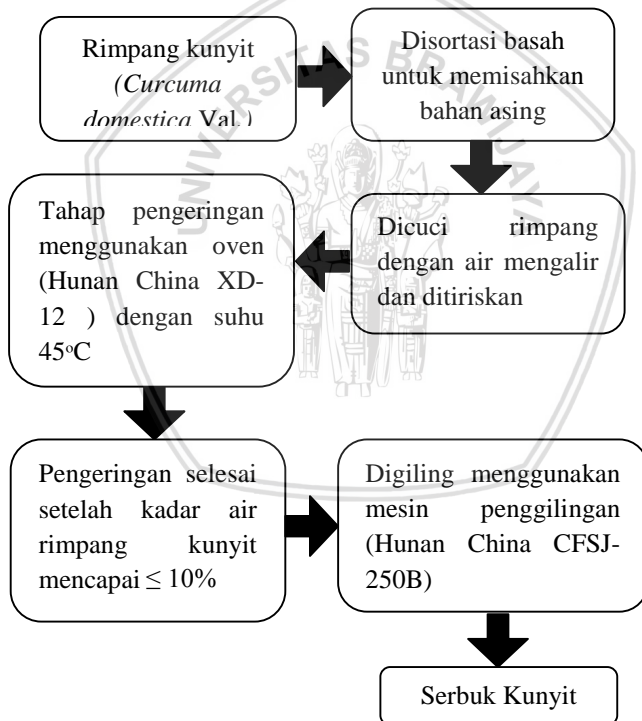 Rimpang kunyit
(Curcuma
domestica Val.)
Disortasi basah
untuk memisahkan
bahan asing
Dicuci rimpang
dengan air mengalir
dan ditiriskan
Tahap pengeringan
menggunakan oven
(Hunan China XD-
12 ) dengan suhu
45°C
Pengeringan selesai
setelah kadar air
rimpang kunyit
mencapai ≤ 10%
Digiling menggunakan
mesin penggilingan
(Hunan China CFSJ-
250B)
Serbuk Kunyit
UNIVERSITAS BRAWIJAYA